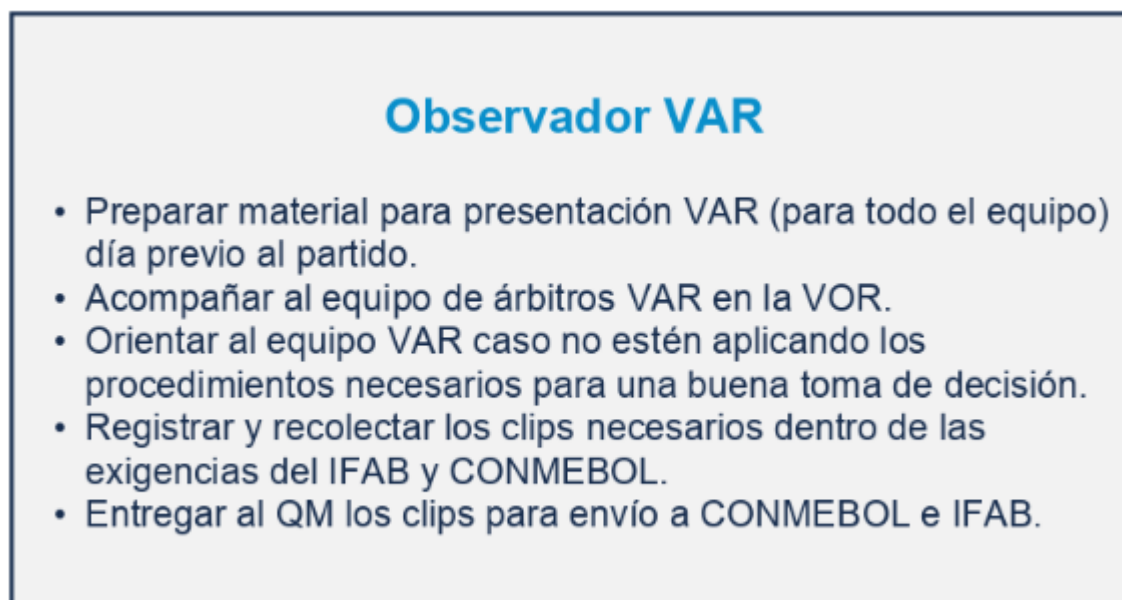 Observador VAR
• Preparar material para presentación VAR (para todo el equipo)
día previo al partido.
• Acompañar al equipo de árbitros VAR en la VOR.
• Orientar al equipo VAR caso no estén aplicando los
procedimientos necesarios para una buena toma de decisión.
• Registrar y recolectar los clips necesarios dentro de las
exigencias del IFAB y CONMEBOL.
• Entregar al QM los clips para envío a CONMEBOL e IFAB.